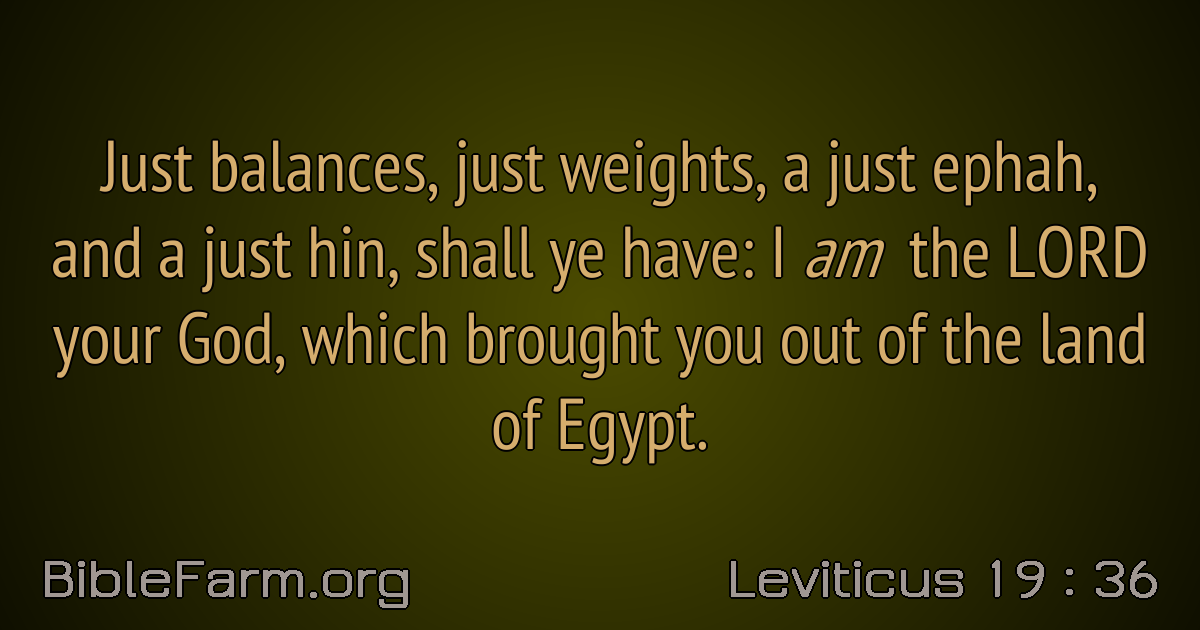 Just balances, just weights, a just ephah,
and a just hin, shall ye have: I am the LORD
your God, which brought you out of the land
of Egypt.
BibleFarm.org
Leviticus 19 : 36